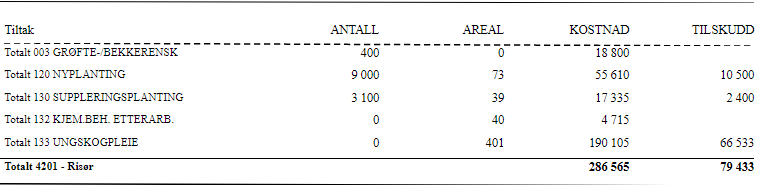 Tiltak ANTALL AREAL KOSTNAD TILSKUDD
Totalt 003 GRØFTE-/BEKKERENSK 400 0 18 800
Totalt 120 NYPLANTING 9 000 73 55 610 10 500
Totalt 130 SUPPLERINGSPLANTING 3 100 39 17 335 2 400
Totalt 132 KJEM.BEH. ETTERARB. 0 40 4 715
Totalt 133 UNGSKOGPLEIE 0 401 190 105 66 533
Totalt 4201 - Risør 286 565 79 433